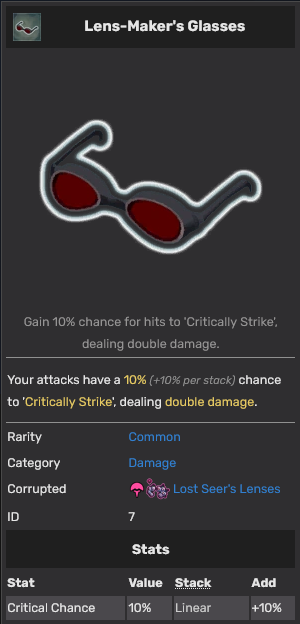 Lens-Maker's Glasses
Gain 10% chance for hits to 'Critically Strike',
dealing double damage.
Your attacks have a 10% (+10% per stack) chance
to 'Critically Strike', dealing double damage.
Rarity Common
Category Damage
Corrupted Lost Seer's Lenses
ID 7
Stats
Stat Value Stack Add
Critical Chance 10% Linear +10%